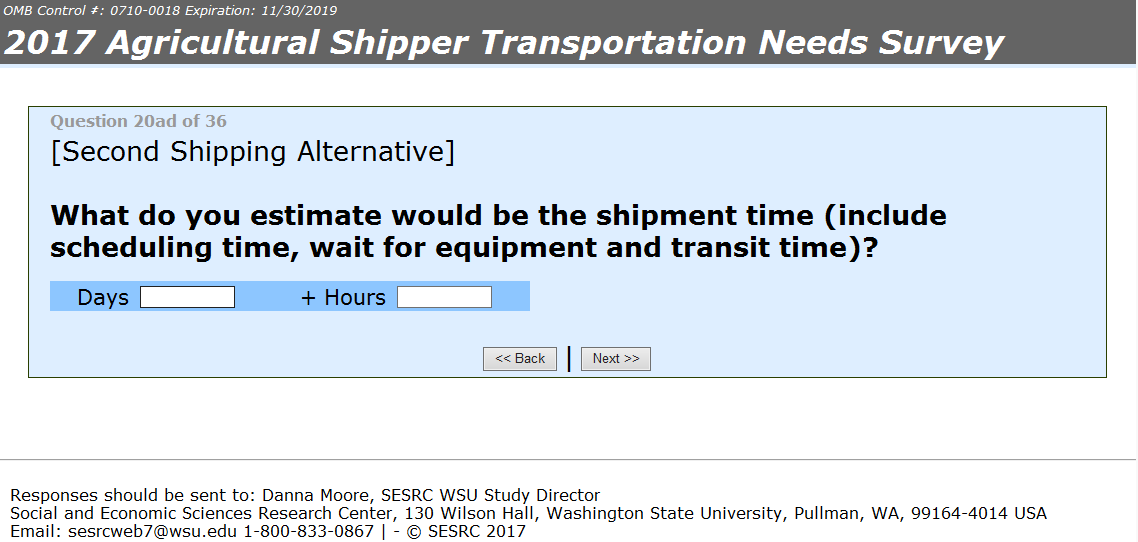 OMB Control #: 0710-0018 Expiration: 11/30/2019
2017 Agricultural Shipper Transportation Needs Survey
Question 20ad of 36
[Second Shipping Alternative]
What do you estimate would be the shipment time (include
scheduling time, wait for equipment and transit time)?
Days + Hours
<< Back | Next >>
Responses should be sent to: Danna Moore, SESRC WSU Study Director
Social and Economic Sciences Research Center, 130 Wilson Hall, Washington State University, Pullman, WA, 99164-4014 USA
Email: sesrcweb7@wsu.edu 1-800-833-0867 | - © SESRC 2017